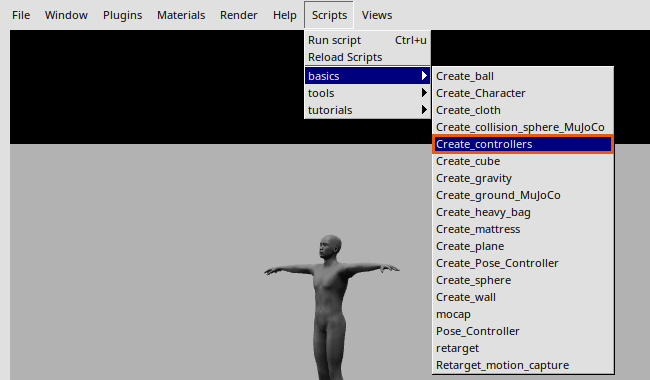 File Window Plugins Materials Render Help Scripts Views
Run script Ctrl+u
Reload Scripts
basics
tools
tutorials
Create_ball
Create_Character
Create_cloth
Create_collision_sphere_MuJoCo
Create_controllers
Create_cube
Create_gravity
Create_ground_MuJoCo
Create_heavy_bag
Create_mattress
Create_plane
Create_Pose_Controller
Create_sphere
Create_wall
mocap
Pose_Controller
retarget
Retarget_motion_capture